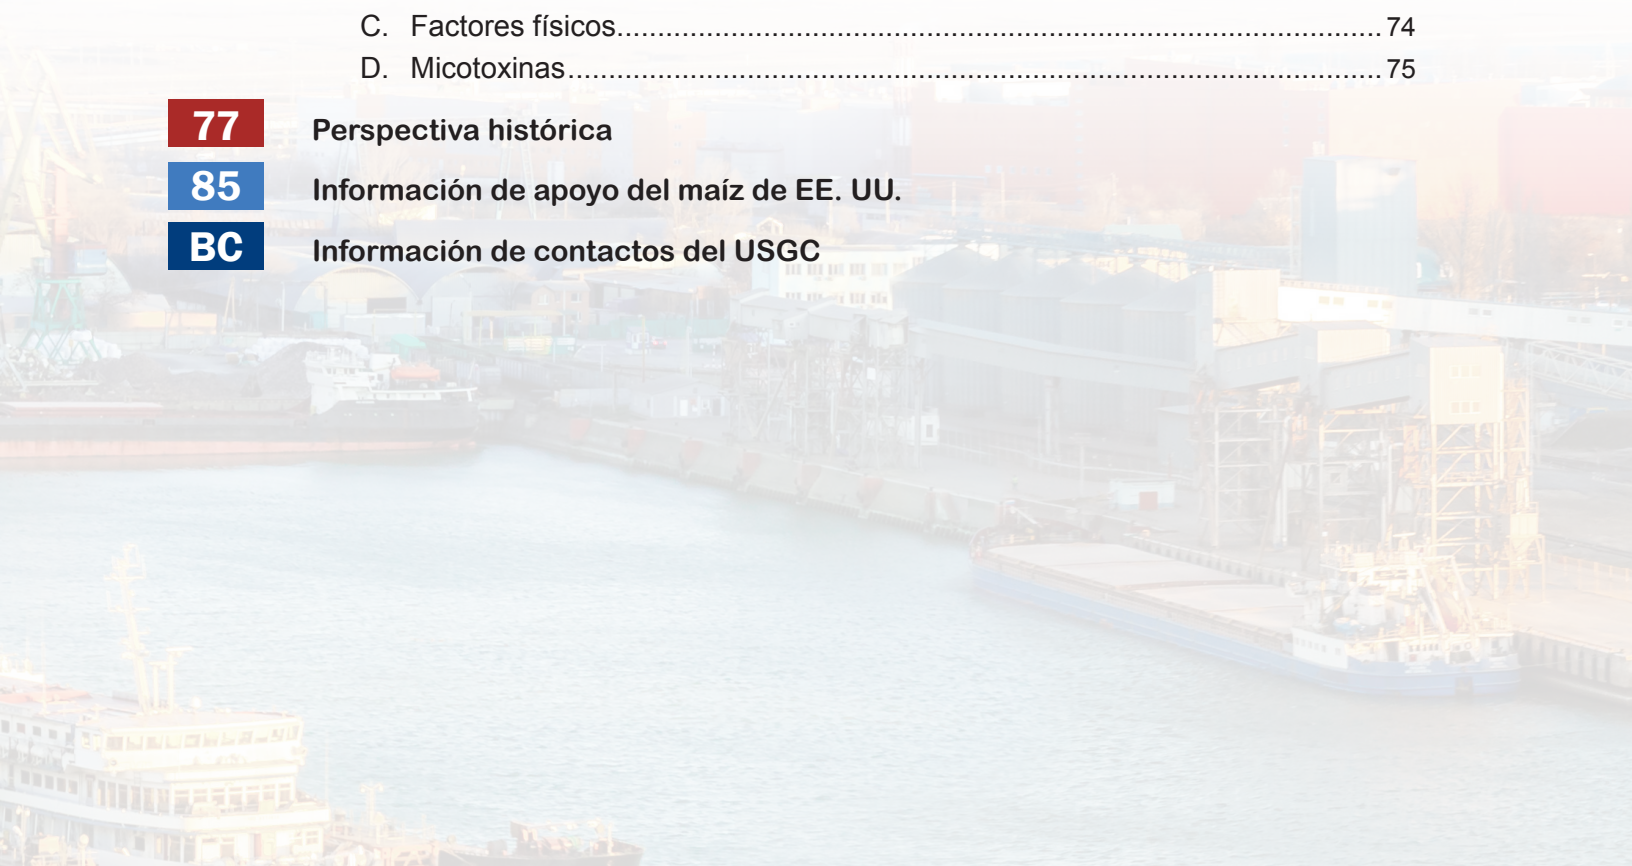 C. Factores físicos............................................................................................74
D. Micotoxinas..................................................................................................75
77 Perspectiva histórica
85 Información de apoyo del maíz de EE. UU.
BC Información de contactos del USGC